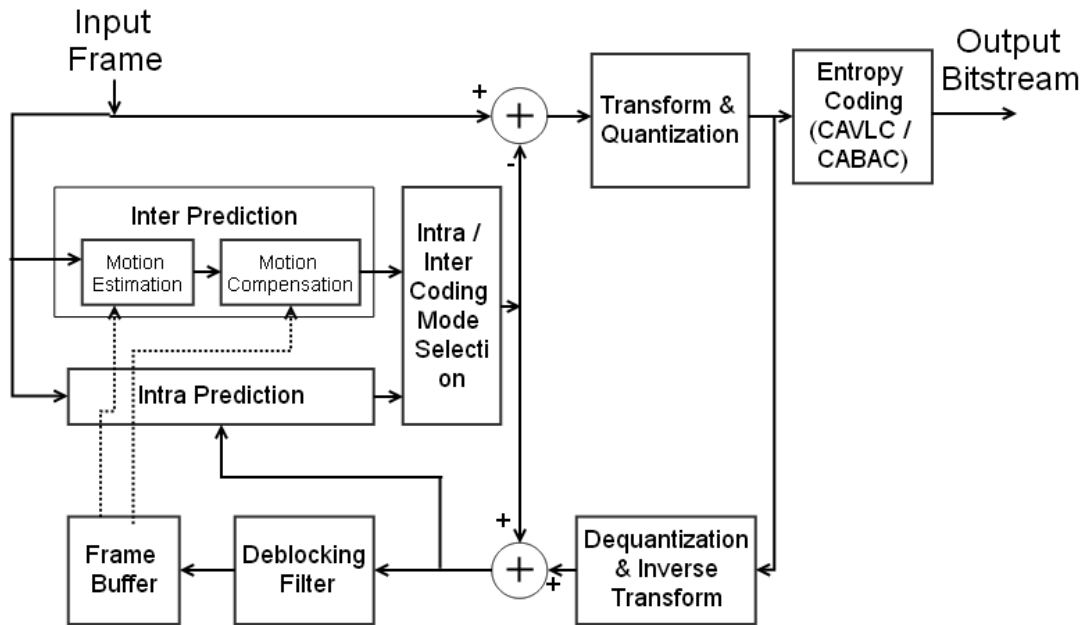 Input
Frame
Output
Bitstream
+
+
-
Transform &
Quantization
Entropy
Coding
(CAVLC /
CABAC)
Inter Prediction
Motion
Estimation
Motion
Compensation
Intra /
Inter
Coding
Mode
Selecti
on
Intra Prediction
Frame
Buffer
Deblocking
Filter
+
+
+
Dequantization
& Inverse
Transform